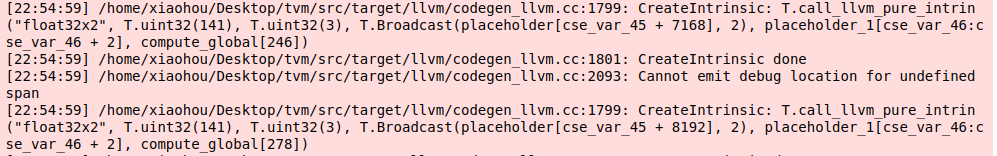 [22:54:59] /home/xiaohou/Desktop/tvm/src/target/llvm/codegen_llvm.cc:1799: CreateIntrinsic: T.call_llvm_pure_intrin
("float32x2", T.uint32(141), T.uint32(3), T.Broadcast(placeholder[cse_var_45 + 7168], 2), placeholder_1[cse_var_46:c
se_var_46 + 2], compute_global[246])
[22:54:59] /home/xiaohou/Desktop/tvm/src/target/llvm/codegen_llvm.cc:1801: CreateIntrinsic done
[22:54:59] /home/xiaohou/Desktop/tvm/src/target/llvm/codegen_llvm.cc:2093: Cannot emit debug location for undefined
span
[22:54:59] /home/xiaohou/Desktop/tvm/src/target/llvm/codegen_llvm.cc:1799: CreateIntrinsic: T.call_llvm_pure_intrin
("float32x2", T.uint32(141), T.uint32(3), T.Broadcast(placeholder[cse_var_45 + 8192], 2), placeholder_1[cse_var_46:c
se_var_46 + 2], compute_global[278])